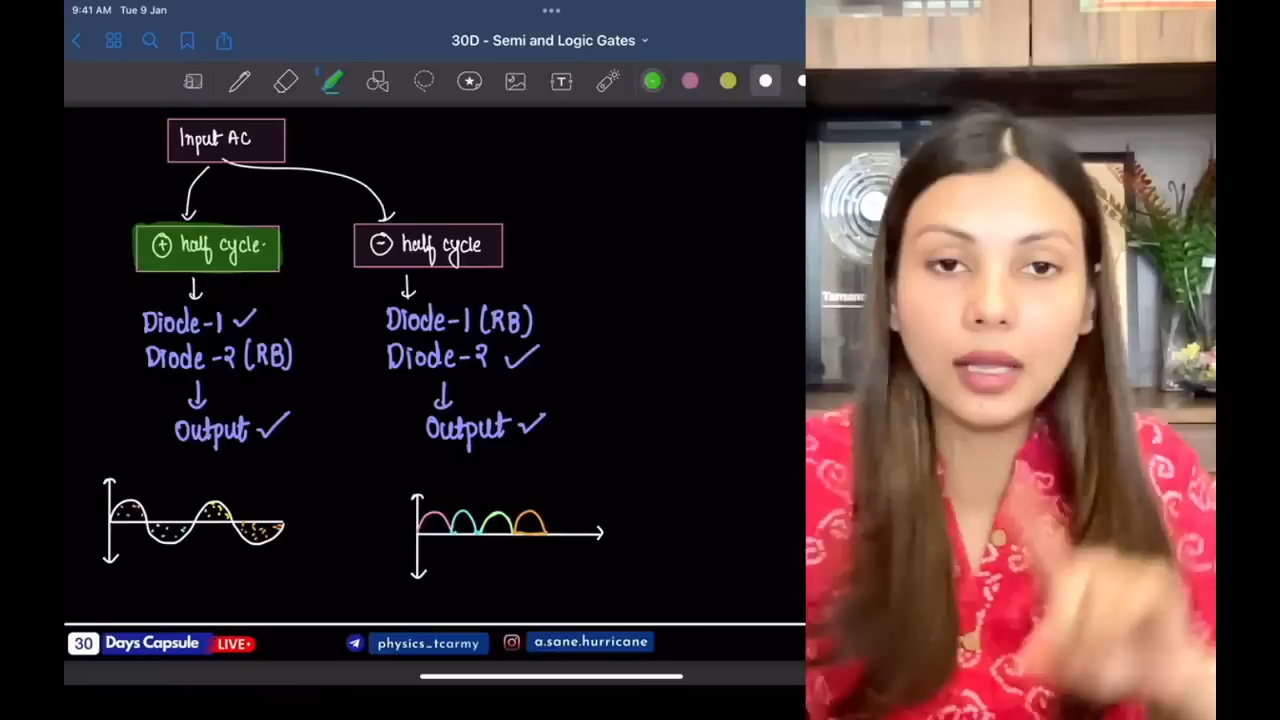 9:41 AM Tue 9 Jan
30D - Semi and Logic Gates
T
Input AC
+ half cycle.
- half cycle
Diode-1 ✓
Diode-2 (RB)
Output ✓
Diode-1 (RB)
Diode-2 ✓
Output ✓
30 Days Capsule LIVE
physics_tcarmy
a.sane.hurricane